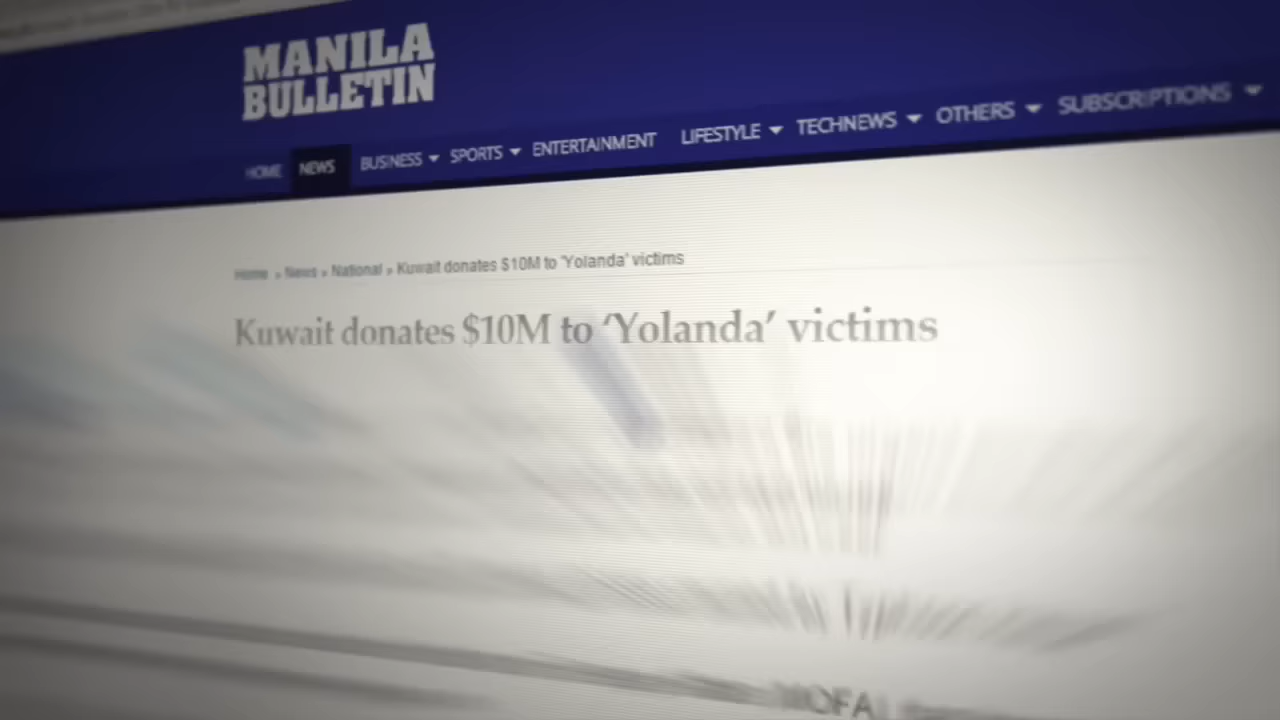 MANILA
BULLETIN
HOME NEWS BUSINESS SPORTS ENTERTAINMENT LIFESTYLE TECHNEWS OTHERS SUBSCRIPTIONS
Home » News » National » Kuwait donates $10M to 'Yolanda' victims
Kuwait donates $10M to ‘Yolanda’ victims